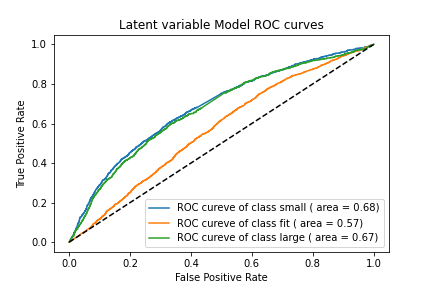 Latent variable Model ROC curves
1.0
0.8
0.6
0.4
0.2
0.0
True Positive Rate
ROC cureve of class small ( area = 0.68)
ROC cureve of class fit ( area = 0.57)
ROC cureve of class large ( area = 0.67)
0.0 0.2 0.4 0.6 0.8 1.0
False Positive Rate